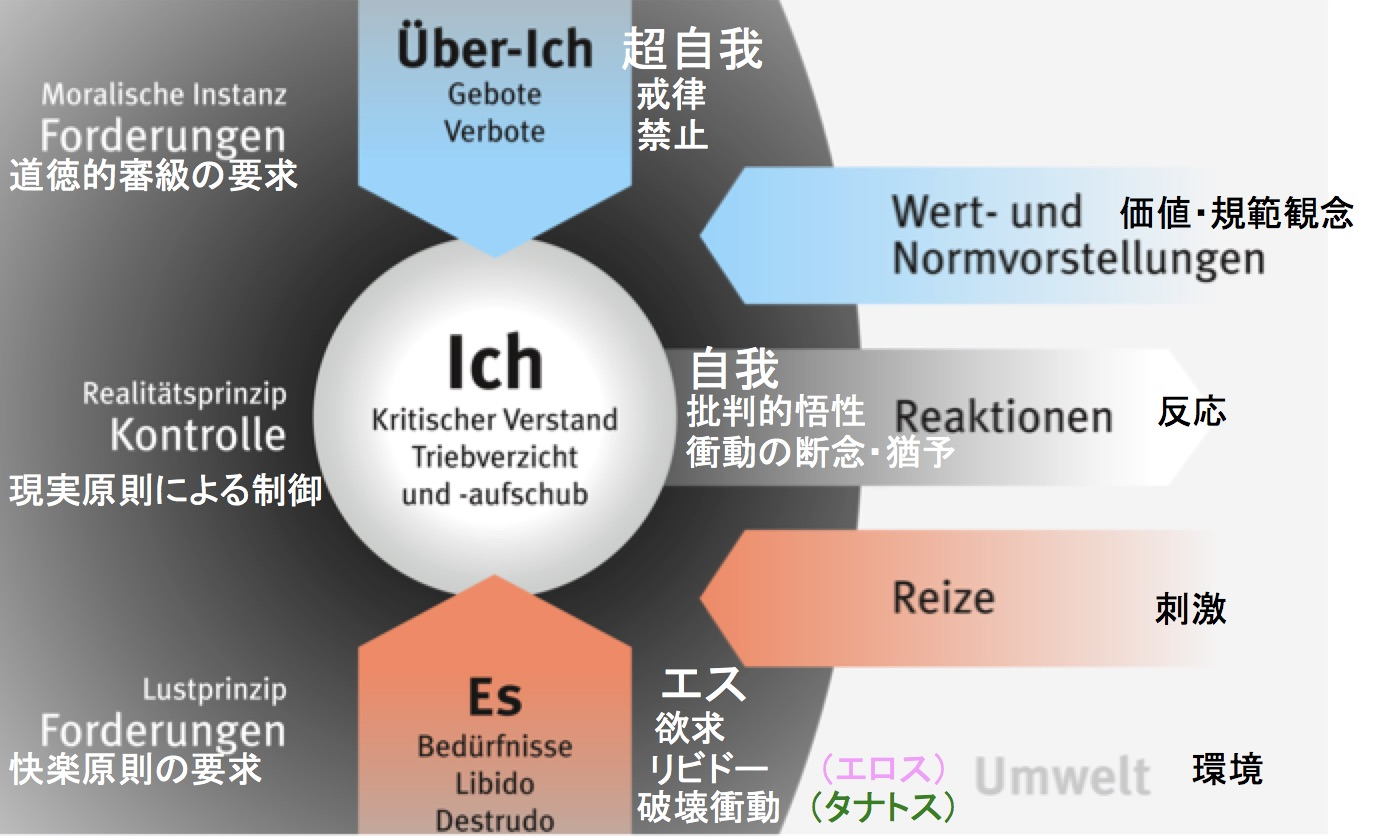 Über-Ich
Gebote
Verbote
超自我
戒律
禁止
Moralische Instanz
Forderungen
道徳的審級の要求
Wert- und
Normvorstellungen
価値・規範観念
Ich
Kritischer Verstand
Triebverzicht
und -aufschub
自我
批判的悟性
衝動の断念・猶予
Reaktionen
反応
Realitätsprinzip
Kontrolle
現実原則による制御
Reize
刺激
Es
Bedürfnisse
Libido
Destrudo
エス
欲求
リビドー
(エロス)
破壊衝動
(タナトス)
Lustprinzip
Forderungen
快楽原則の要求
Umwelt
環境